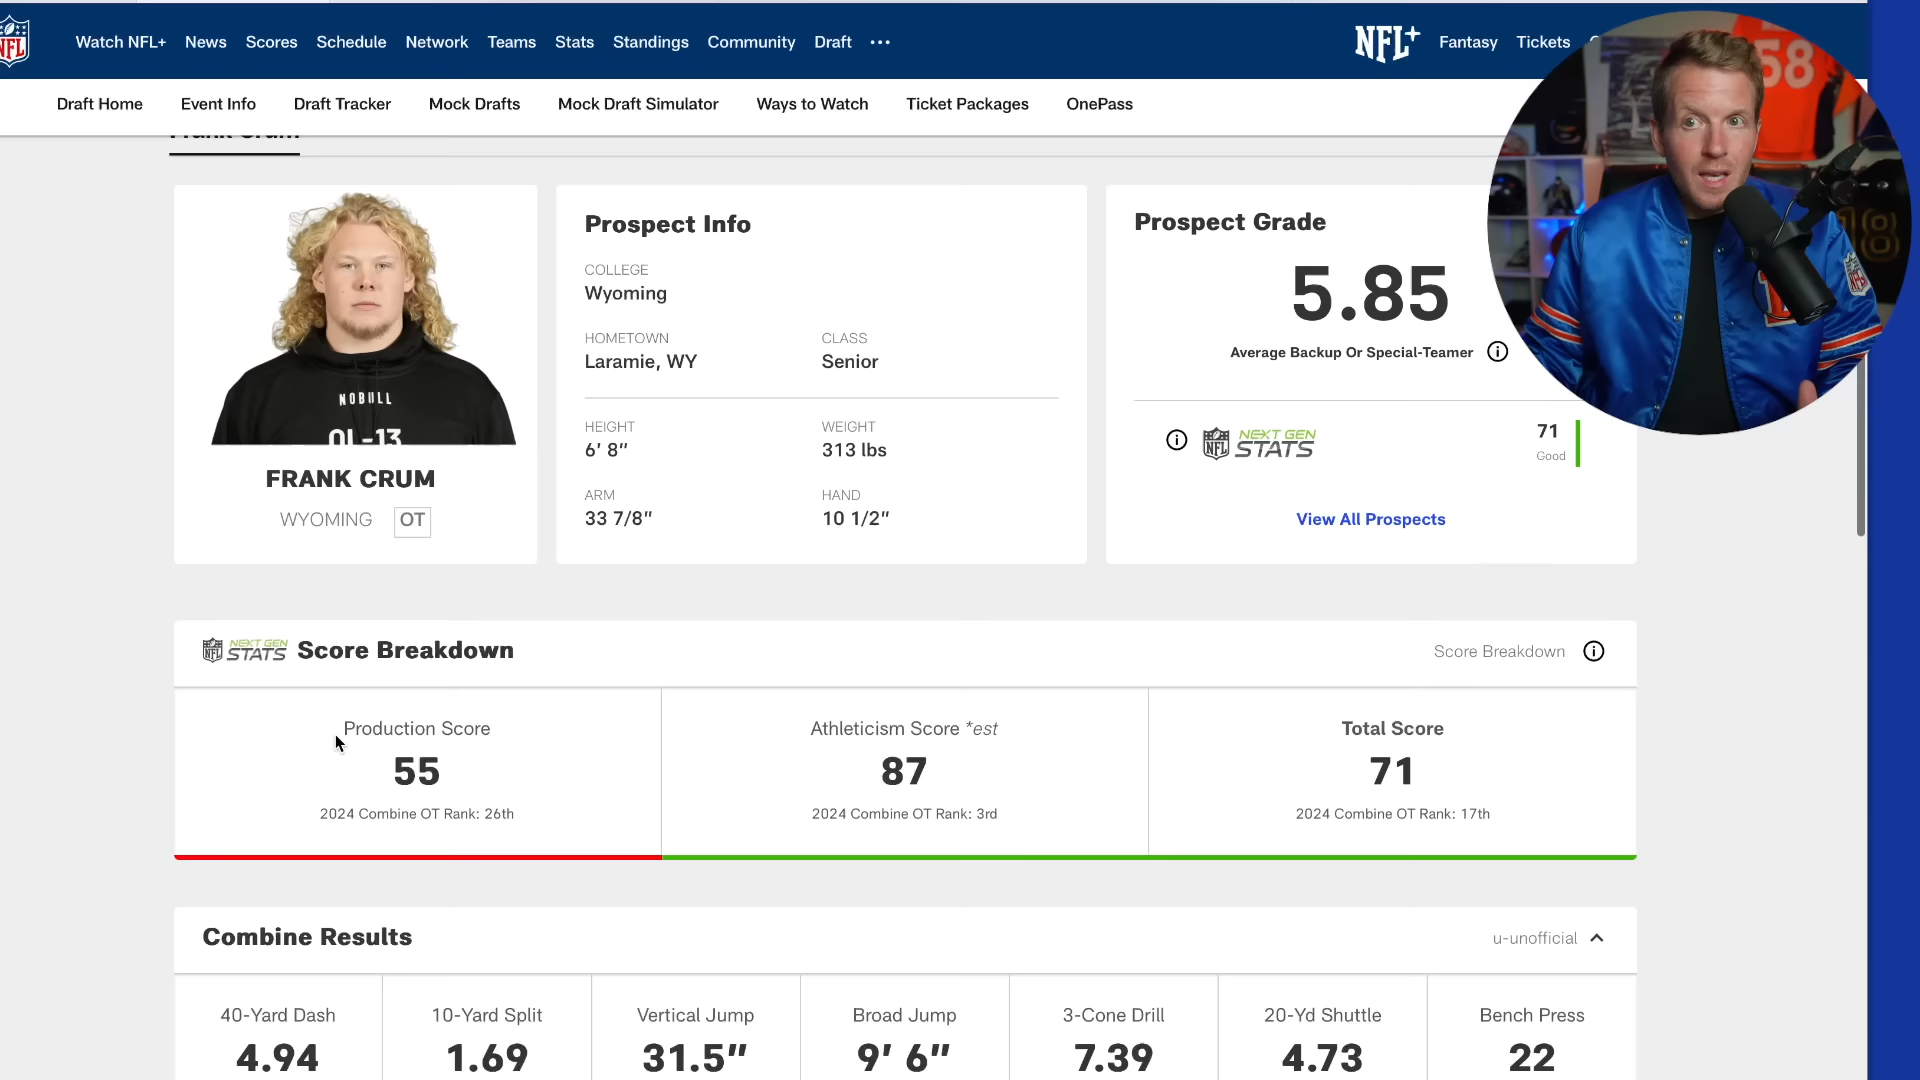 NFL
Watch NFL+ News Scores Schedule Network Teams Stats Standings Community Draft ···
NFL+ Fantasy Tickets
58
Draft Home Event Info Draft Tracker Mock Drafts Mock Draft Simulator Ways to Watch Ticket Packages OnePass
Frank Crum
NOBULL
OL-13
FRANK CRUM
WYOMING OT
Prospect Info
COLLEGE
Wyoming
HOMETOWN CLASS
Laramie, WY Senior
HEIGHT WEIGHT
6' 8" 313 lbs
ARM HAND
33 7/8" 10 1/2"
Prospect Grade
5.85
Average Backup Or Special-Teamer
NFL NEXT GEN STATS 71
Good
View All Prospects
18
NFL NEXT GEN STATS Score Breakdown Score Breakdown
Production Score Athleticism Score *est Total Score
55 87 71
2024 Combine OT Rank: 26th 2024 Combine OT Rank: 3rd 2024 Combine OT Rank: 17th
Combine Results u-unofficial
40-Yard Dash 10-Yard Split Vertical Jump Broad Jump 3-Cone Drill 20-Yd Shuttle Bench Press
4.94 1.69 31.5" 9' 6" 7.39 4.73 22